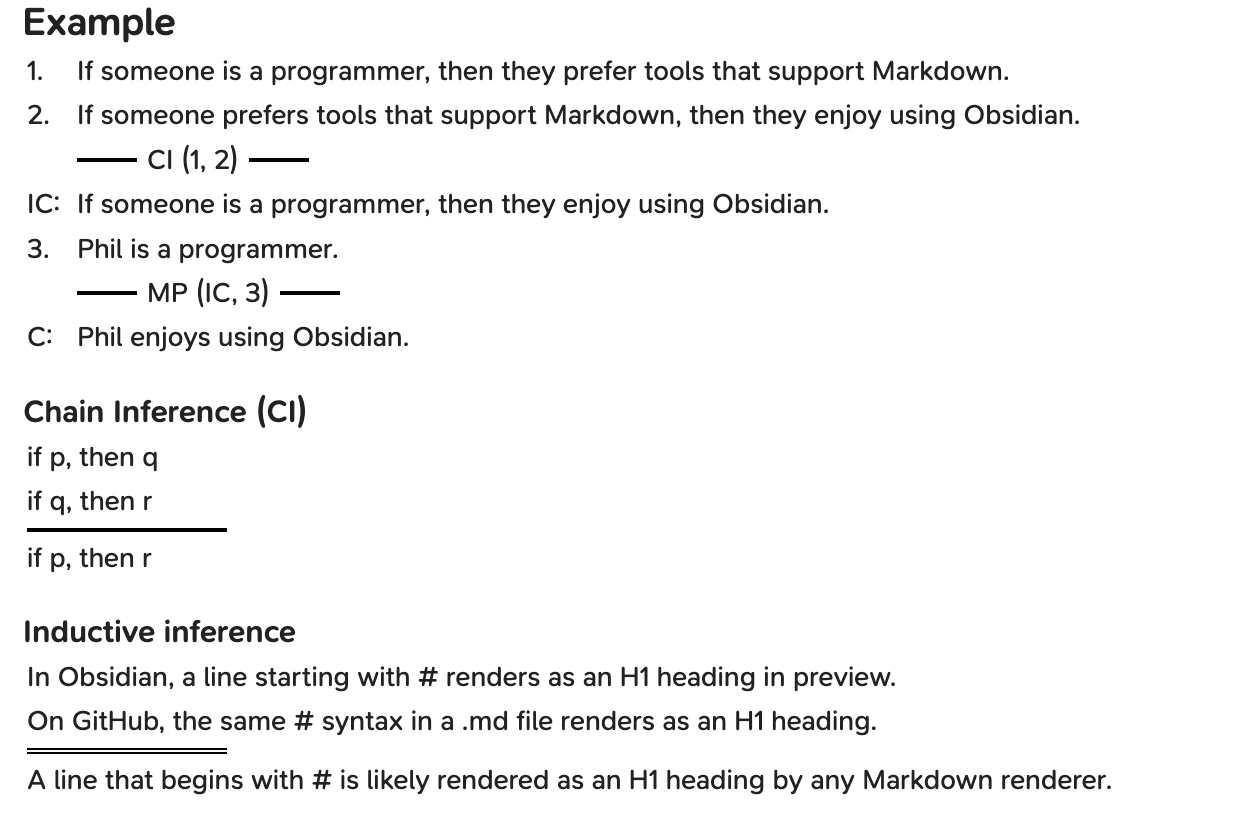 Example
1. If someone is a programmer, then they prefer tools that support Markdown.
2. If someone prefers tools that support Markdown, then they enjoy using Obsidian.
CI (1, 2)
IC: If someone is a programmer, then they enjoy using Obsidian.
3. Phil is a programmer.
MP (IC, 3)
C: Phil enjoys using Obsidian.
Chain Inference (CI)
if p, then q
if q, then r
if p, then r
Inductive inference
In Obsidian, a line starting with # renders as an H1 heading in preview.
On GitHub, the same # syntax in a .md file renders as an H1 heading.
A line that begins with # is likely rendered as an H1 heading by any Markdown renderer.